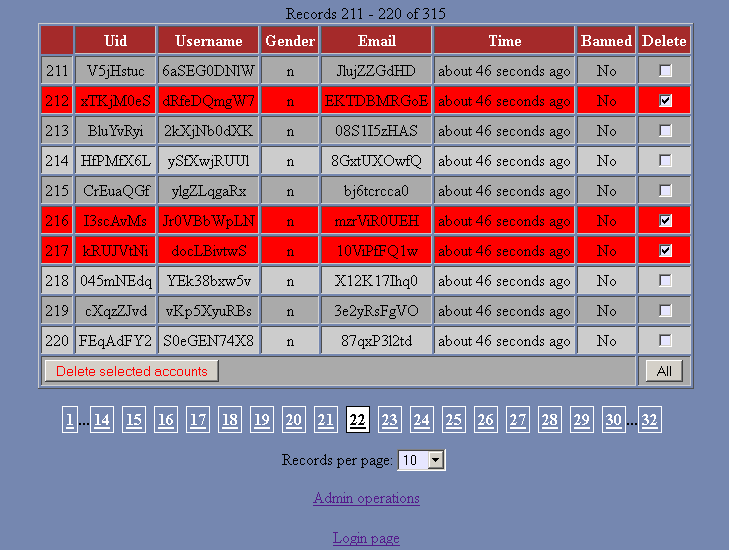 Records 211 - 220 of 315
Uid Username Gender Email Time Banned Delete
211 V5jHstuc 6aSEG0DNlW n JlujZZGdHD about 46 seconds ago No
212 xTKjM0eS dRfcDQmgW7 n EKTDBMRGoE about 46 seconds ago No
213 BluYvRyi 2kXjNb0dXK n 08S1I5zHAS about 46 seconds ago No
214 HfPMfX6L ySfXwjRUUl n 8GxtUXOwfQ about 46 seconds ago No
215 CrEuaQGf ylgZLqgaRx n bj6tcrcca0 about 46 seconds ago No
216 I3scAvMs Jr0VBbWpLN n mzrViR0UEH about 46 seconds ago No
217 kRUJVtNi docLBivtwS n 10ViPfFQ1w about 46 seconds ago No
218 045mNEdq YEk38bxw5v n X12K17Ihq0 about 46 seconds ago No
219 cXqzZJvd vKp5XyuRBs n 3e2yRsFgVO about 46 seconds ago No
220 FEqAdFY2 S0eGEN74X8 n 87qxP3l2td about 46 seconds ago No
Delete selected accounts All
1...14 15 16 17 18 19 20 21 22 23 24 25 26 27 28 29 30...32
Records per page: 10
Admin operations
Login page